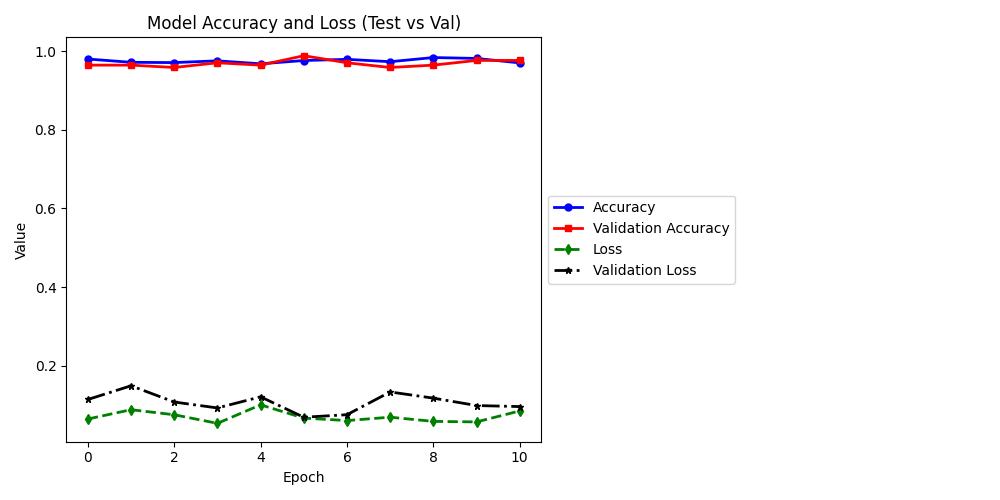 Model Accuracy and Loss (Test vs Val)
1.0
0.8
0.6
0.4
0.2
Value
0 2 4 6 8 10
Epoch
Accuracy
Validation Accuracy
Loss
Validation Loss